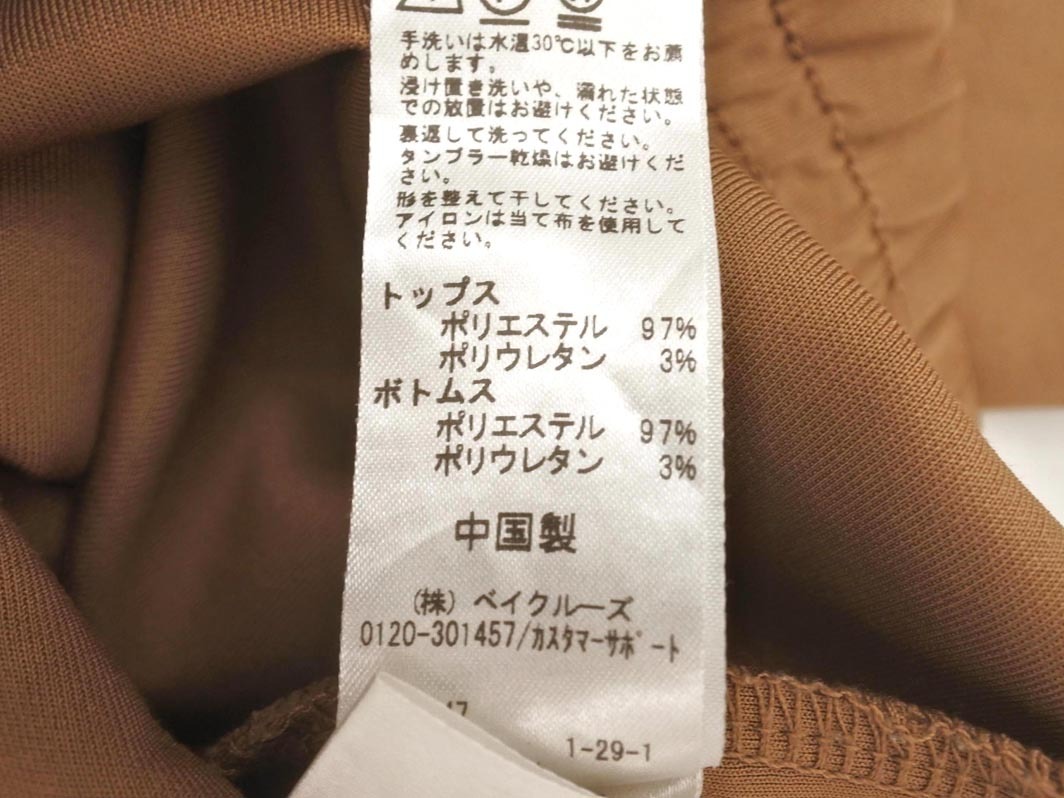 手洗いは水温30℃以下をお薦
めします。
浸け置き洗いや、濡れた状態
での放置はお避けください。
裏返して洗ってください。
タンブラー乾燥はお避けくだ
さい。
形を整えて干してください。
アイロンは当て布を使用して
ください。
トップス
ポリエステル 97%
ポリウレタン 3%
ボトムス
ポリエステル 97%
ポリウレタン 3%
中国製
(株) ベイクルーズ
0120-301457/カスタマーサポート
17
1-29-1